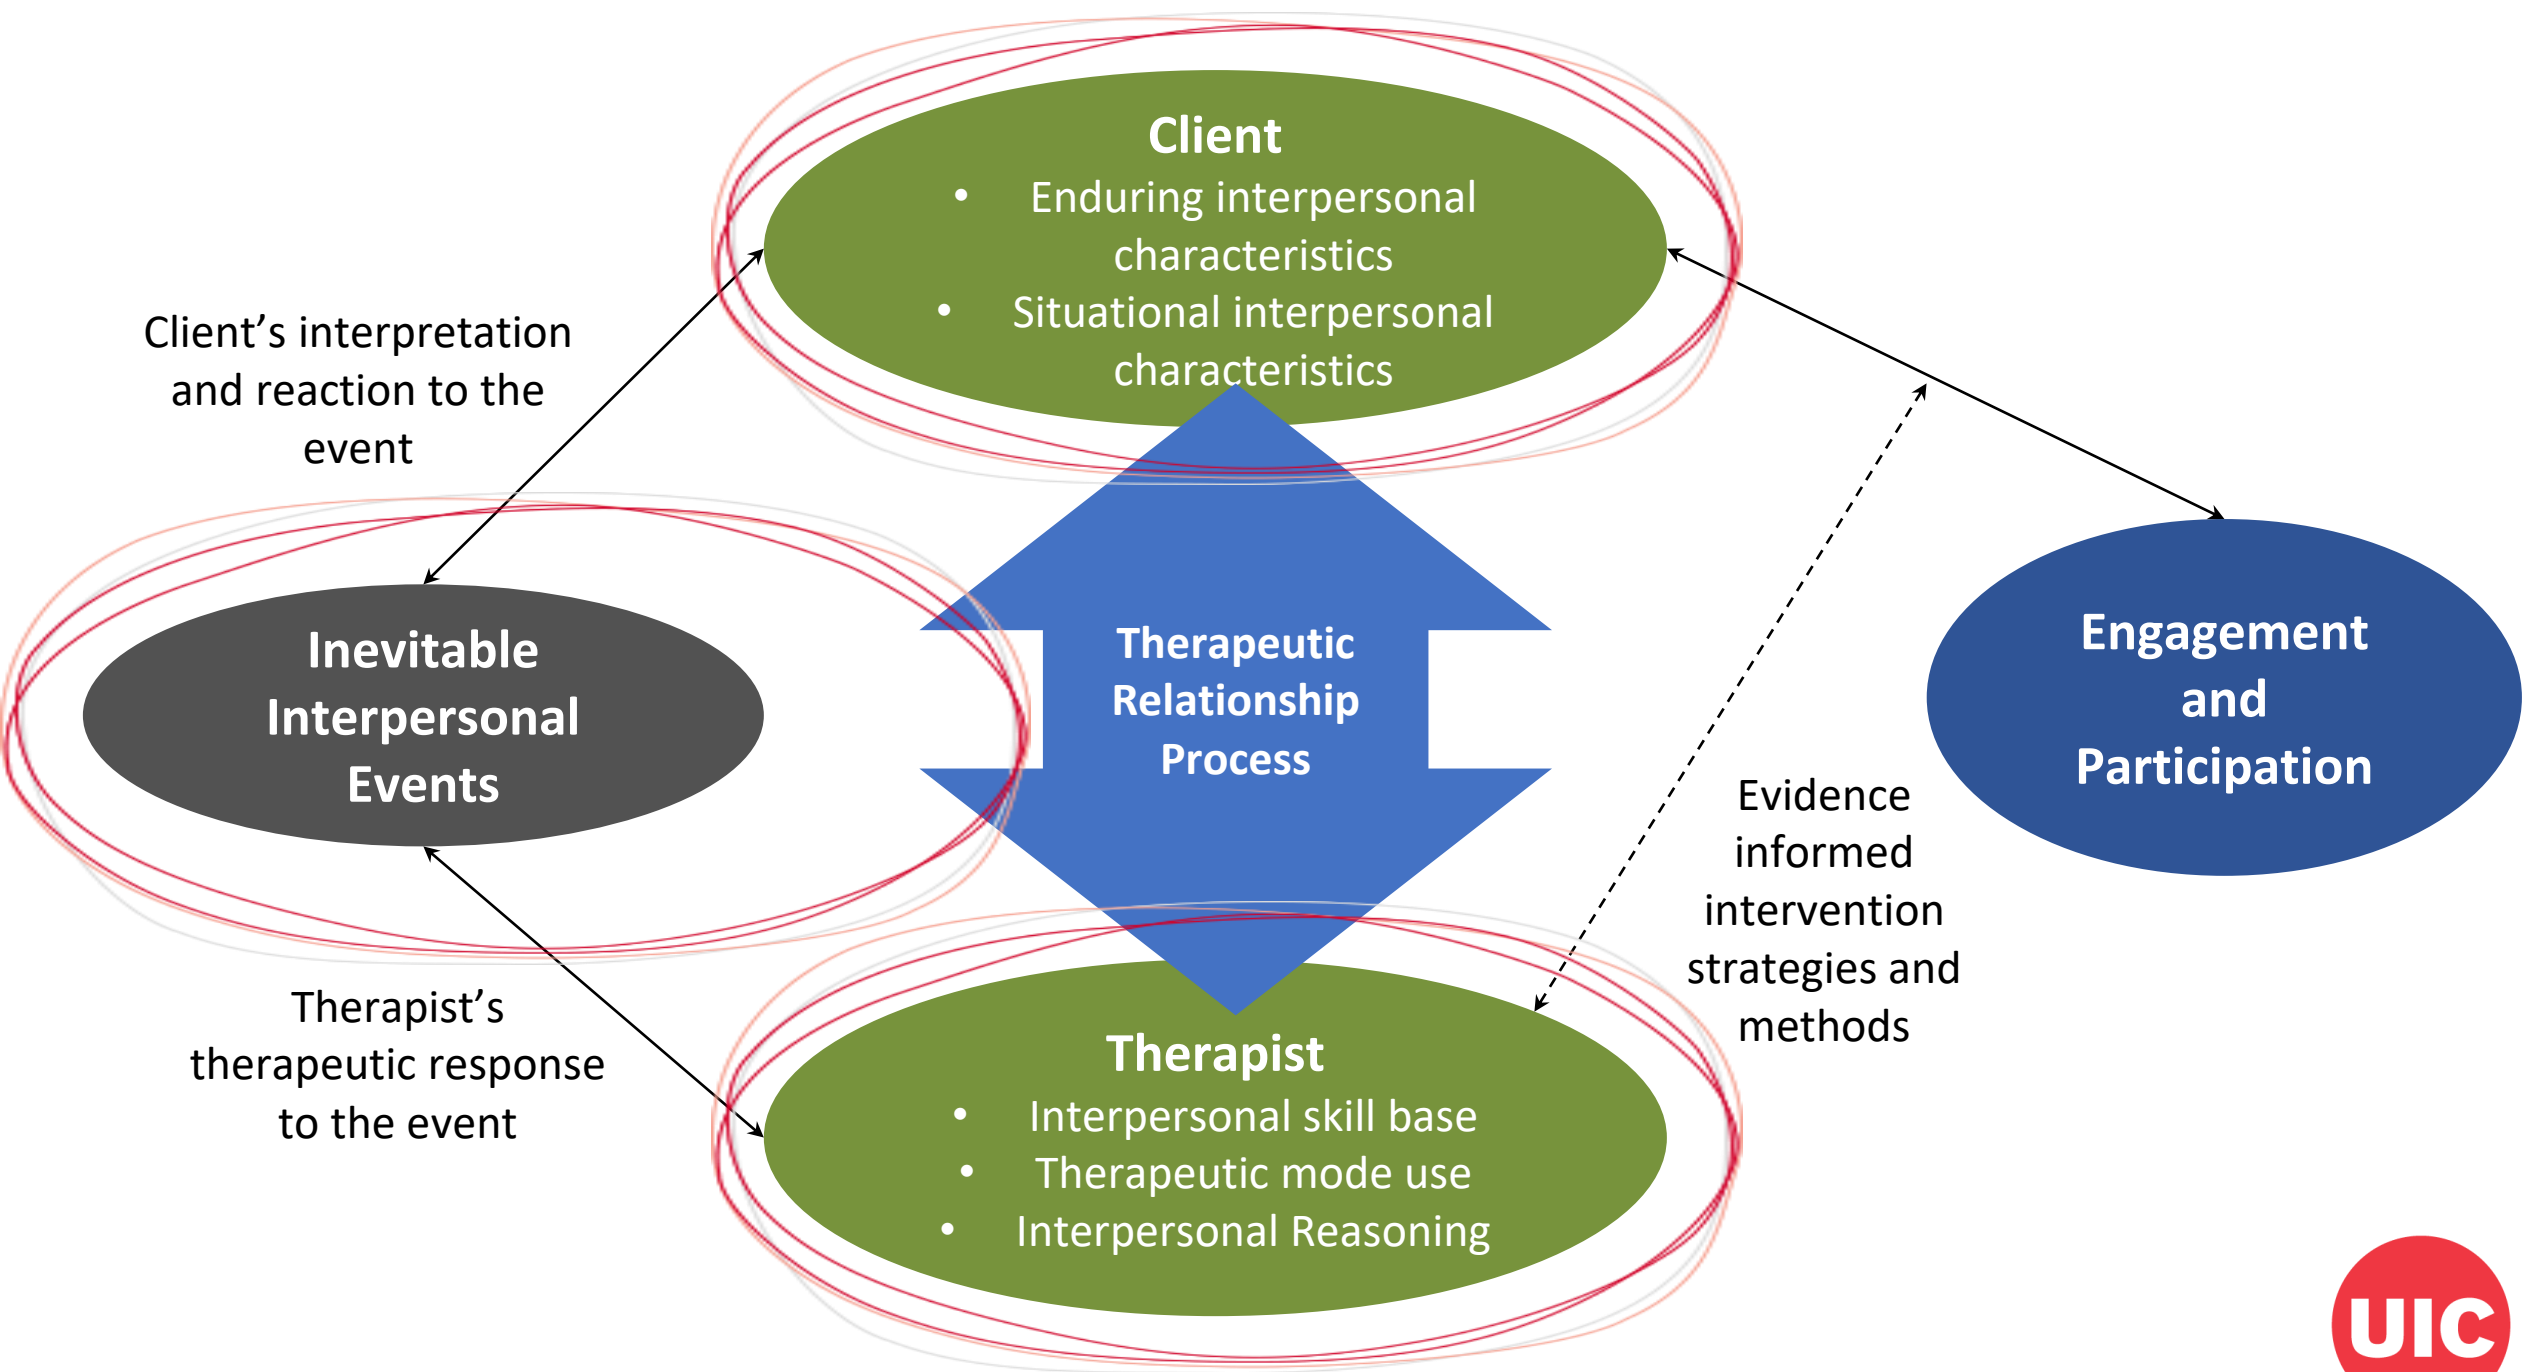 Client
• Enduring interpersonal
characteristics
• Situational interpersonal
characteristics
Client’s interpretation
and reaction to the
event
Inevitable
Interpersonal
Events
Therapeutic
Relationship
Process
Engagement
and
Participation
Evidence
informed
intervention
strategies and
methods
Therapist’s
therapeutic response
to the event
Therapist
• Interpersonal skill base
• Therapeutic mode use
• Interpersonal Reasoning
UIC